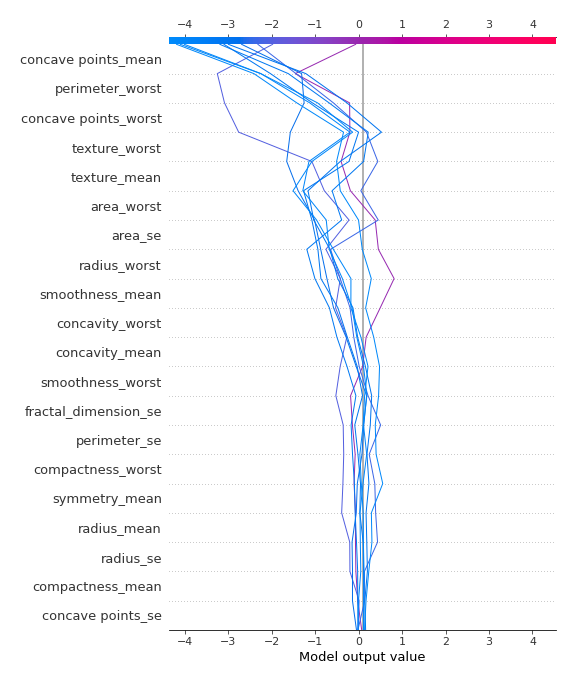 −4 −3 −2 −1 0 1 2 3 4
concave points_mean
perimeter_worst
concave points_worst
texture_worst
texture_mean
area_worst
area_se
radius_worst
smoothness_mean
concavity_worst
concavity_mean
smoothness_worst
fractal_dimension_se
perimeter_se
compactness_worst
symmetry_mean
radius_mean
radius_se
compactness_mean
concave points_se
−4 −3 −2 −1 0 1 2 3 4
Model output value